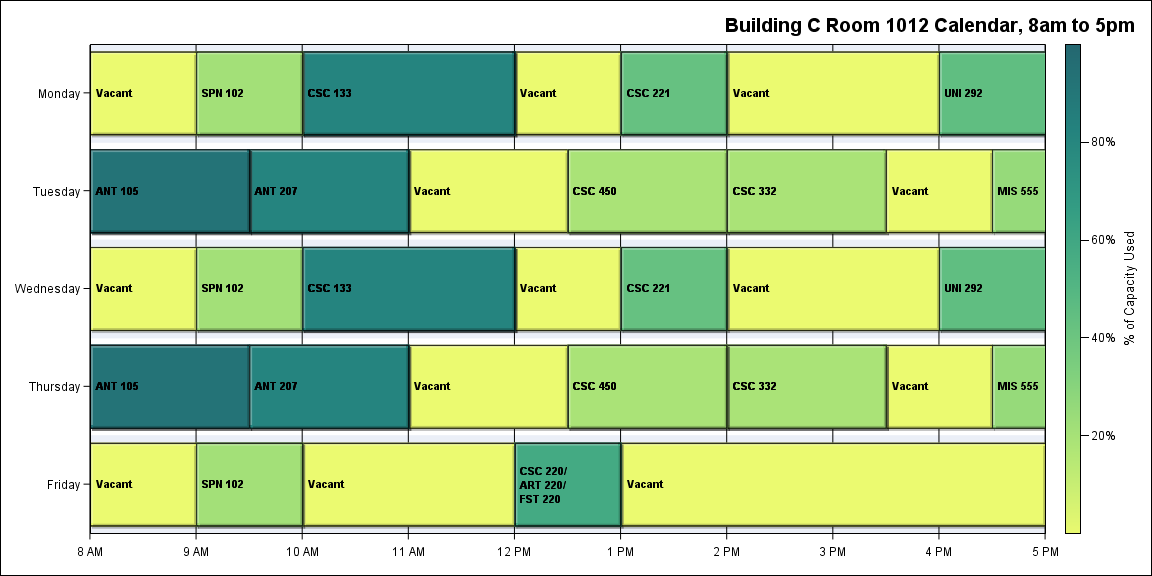 Building C Room 1012 Calendar, 8am to 5pm
Monday
Vacant
SPN 102
CSC 133
Vacant
CSC 221
Vacant
UNI 292
Tuesday
ANT 105
ANT 207
Vacant
CSC 450
CSC 332
Vacant
MIS 555
Wednesday
Vacant
SPN 102
CSC 133
Vacant
CSC 221
Vacant
UNI 292
Thursday
ANT 105
ANT 207
Vacant
CSC 450
CSC 332
Vacant
MIS 555
Friday
Vacant
SPN 102
Vacant
CSC 220/
ART 220/
FST 220
Vacant
8 AM
9 AM
10 AM
11 AM
12 PM
1 PM
2 PM
3 PM
4 PM
5 PM
80%
60%
40%
20%
% of Capacity Used